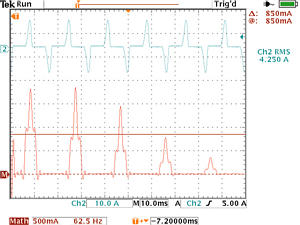 Tek Run
Trig'd
T
Δ: 850mA
@: 850mA
2
Ch2 RMS
4.250 A
M
Ch2 10.0 A M 10.0ms A Ch2 5.00 A
Math 500mA 62.5 Hz T -7.20000ms